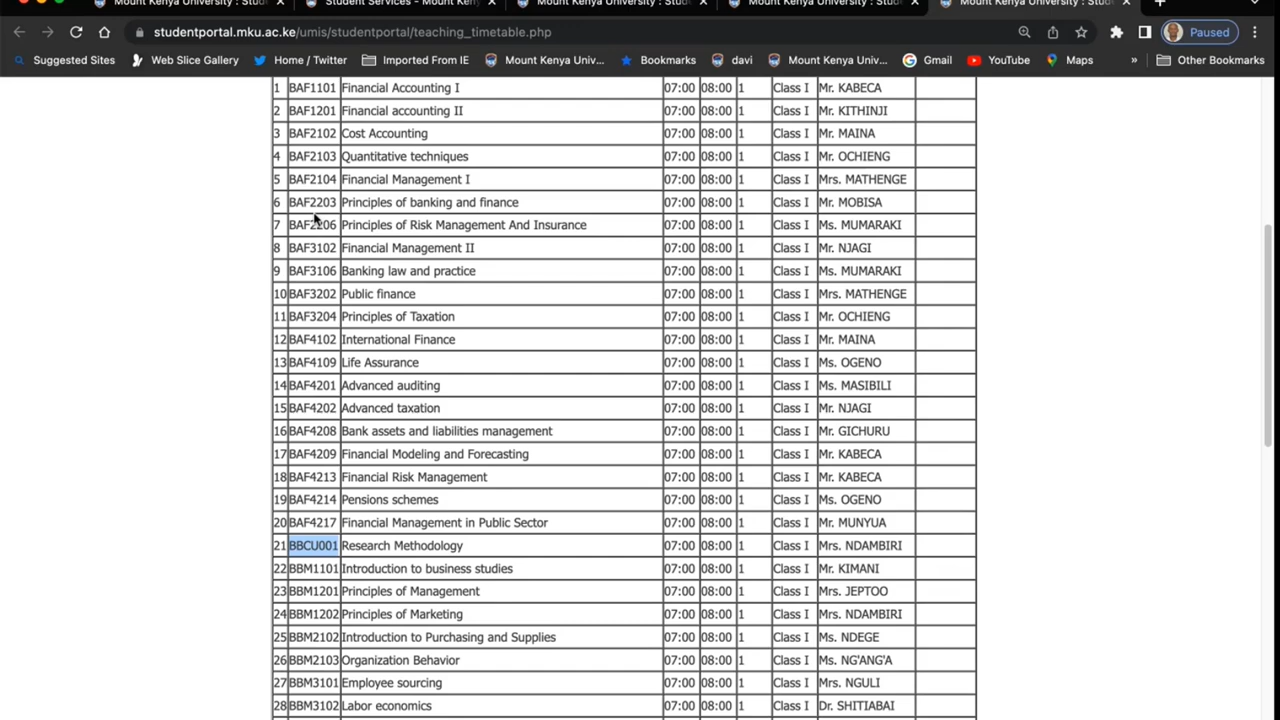 Mount Kenya University : Stud
Student Services - Mount Ken
Mount Kenya University : Stud
Mount Kenya University : Stud
Mount Kenya University : Stud
studentportal.mku.ac.ke/umis/studentportal/teaching_timetable.php
Paused
Suggested Sites Web Slice Gallery Home / Twitter Imported From IE Mount Kenya Univ... Bookmarks davi Mount Kenya Univ... Gmail YouTube Maps » Other Bookmarks
1 BAF1101 Financial Accounting I 07:00 08:00 1 Class I Mr. KABECA
2 BAF1201 Financial accounting II 07:00 08:00 1 Class I Mr. KITHINJI
3 BAF2102 Cost Accounting 07:00 08:00 1 Class I Mr. MAINA
4 BAF2103 Quantitative techniques 07:00 08:00 1 Class I Mr. OCHIENG
5 BAF2104 Financial Management I 07:00 08:00 1 Class I Mrs. MATHENGE
6 BAF2203 Principles of banking and finance 07:00 08:00 1 Class I Mr. MOBISA
7 BAF2206 Principles of Risk Management And Insurance 07:00 08:00 1 Class I Ms. MUMARAKI
8 BAF3102 Financial Management II 07:00 08:00 1 Class I Mr. NJAGI
9 BAF3106 Banking law and practice 07:00 08:00 1 Class I Ms. MUMARAKI
10 BAF3202 Public finance 07:00 08:00 1 Class I Mrs. MATHENGE
11 BAF3204 Principles of Taxation 07:00 08:00 1 Class I Mr. OCHIENG
12 BAF4102 International Finance 07:00 08:00 1 Class I Mr. MAINA
13 BAF4109 Life Assurance 07:00 08:00 1 Class I Ms. OGENO
14 BAF4201 Advanced auditing 07:00 08:00 1 Class I Ms. MASIBILI
15 BAF4202 Advanced taxation 07:00 08:00 1 Class I Mr. NJAGI
16 BAF4208 Bank assets and liabilities management 07:00 08:00 1 Class I Mr. GICHURU
17 BAF4209 Financial Modeling and Forecasting 07:00 08:00 1 Class I Mr. KABECA
18 BAF4213 Financial Risk Management 07:00 08:00 1 Class I Mr. KABECA
19 BAF4214 Pensions schemes 07:00 08:00 1 Class I Ms. OGENO
20 BAF4217 Financial Management in Public Sector 07:00 08:00 1 Class I Mr. MUNYUA
21 BBCU001 Research Methodology 07:00 08:00 1 Class I Mrs. NDAMBIRI
22 BBM1101 Introduction to business studies 07:00 08:00 1 Class I Mr. KIMANI
23 BBM1201 Principles of Management 07:00 08:00 1 Class I Mrs. JEPTOO
24 BBM1202 Principles of Marketing 07:00 08:00 1 Class I Mrs. NDAMBIRI
25 BBM2102 Introduction to Purchasing and Supplies 07:00 08:00 1 Class I Ms. NDEGE
26 BBM2103 Organization Behavior 07:00 08:00 1 Class I Ms. NG'ANG'A
27 BBM3101 Employee sourcing 07:00 08:00 1 Class I Mrs. NGULI
28 BBM3102 Labor economics 07:00 08:00 1 Class I Dr. SHITIABAI